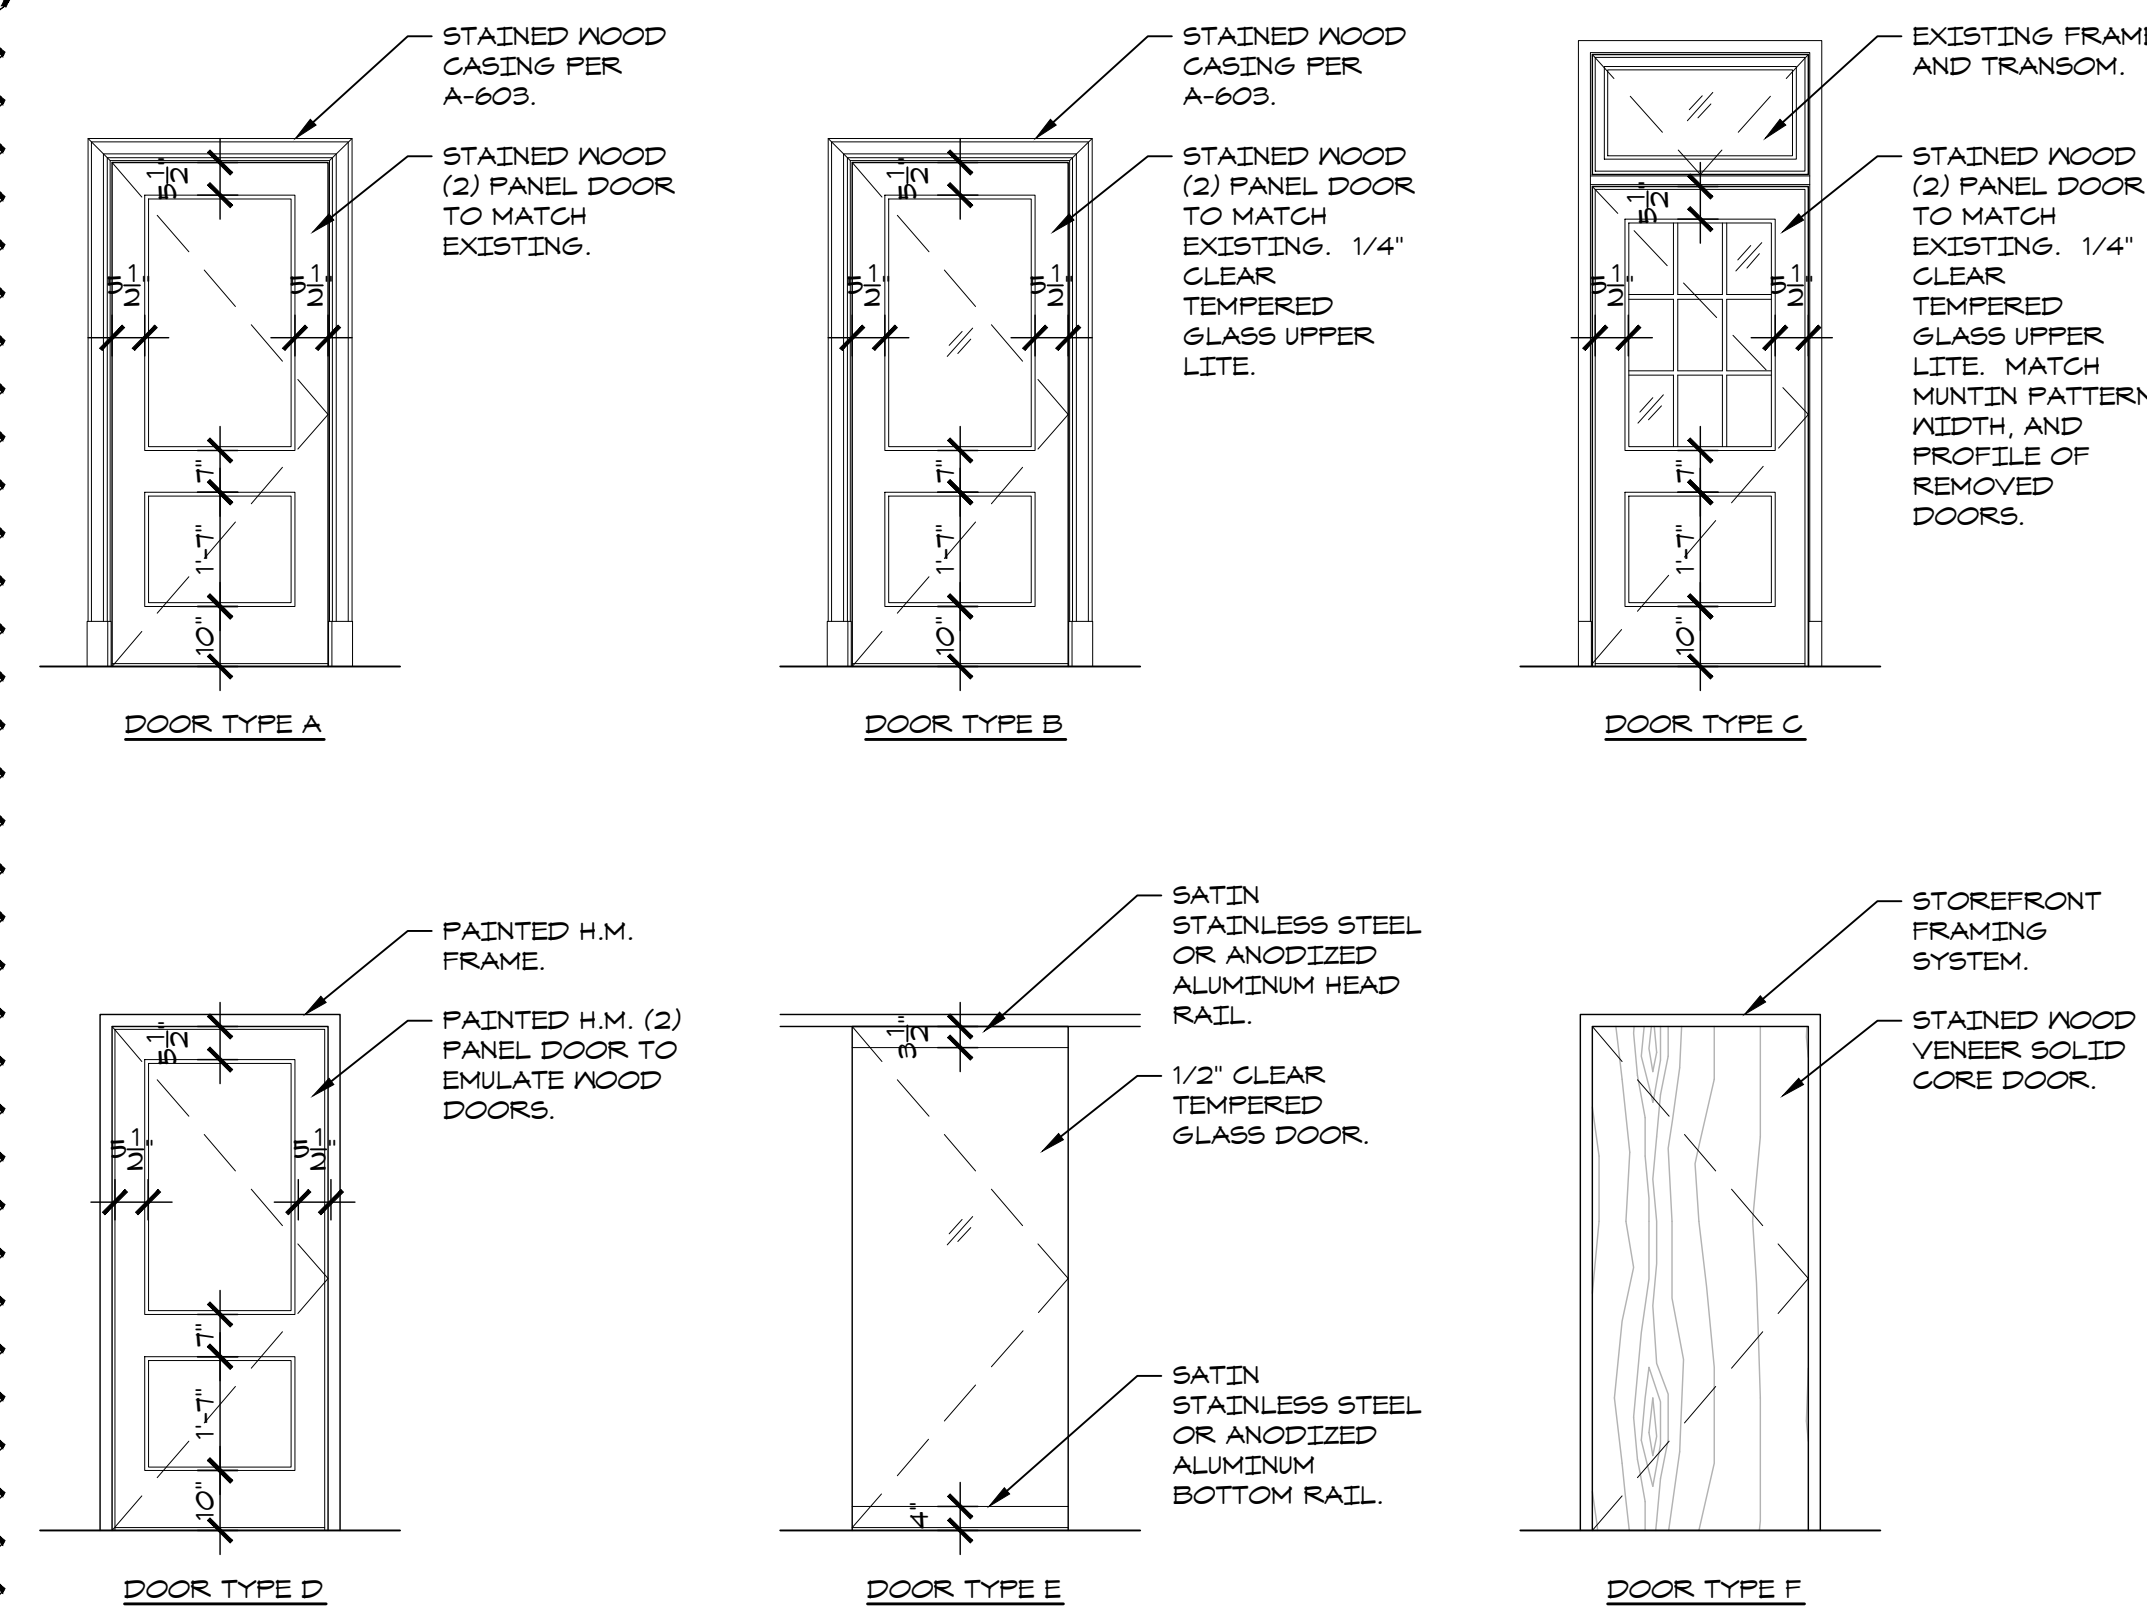 STAINED WOOD
CASING PER
A-603.
STAINED WOOD
(2) PANEL DOOR
TO MATCH
EXISTING.
5 1/2"
5 1/2"
5 1/2"
7"
1'-7"
10"
DOOR TYPE A
STAINED WOOD
CASING PER
A-603.
STAINED WOOD
(2) PANEL DOOR
TO MATCH
EXISTING. 1/4"
CLEAR
TEMPERED
GLASS UPPER
LITE.
5 1/2"
5 1/2"
5 1/2"
7"
1'-7"
10"
DOOR TYPE B
EXISTING FRAME
AND TRANSOM.
STAINED WOOD
(2) PANEL DOOR
TO MATCH
EXISTING. 1/4"
CLEAR
TEMPERED
GLASS UPPER
LITE. MATCH
MUNTIN PATTERN
WIDTH, AND
PROFILE OF
REMOVED
DOORS.
5 1/2"
5 1/2"
5 1/2"
7"
1'-7"
10"
DOOR TYPE C
PAINTED H.M.
FRAME.
PAINTED H.M. (2)
PANEL DOOR TO
EMULATE WOOD
DOORS.
5 1/2"
5 1/2"
5 1/2"
7"
1'-7"
10"
DOOR TYPE D
SATIN
STAINLESS STEEL
OR ANODIZED
ALUMINUM HEAD
RAIL.
1/2" CLEAR
TEMPERED
GLASS DOOR.
SATIN
STAINLESS STEEL
OR ANODIZED
ALUMINUM
BOTTOM RAIL.
3 1/2"
4"
DOOR TYPE E
STOREFRONT
FRAMING
SYSTEM.
STAINED WOOD
VENEER SOLID
CORE DOOR.
DOOR TYPE F